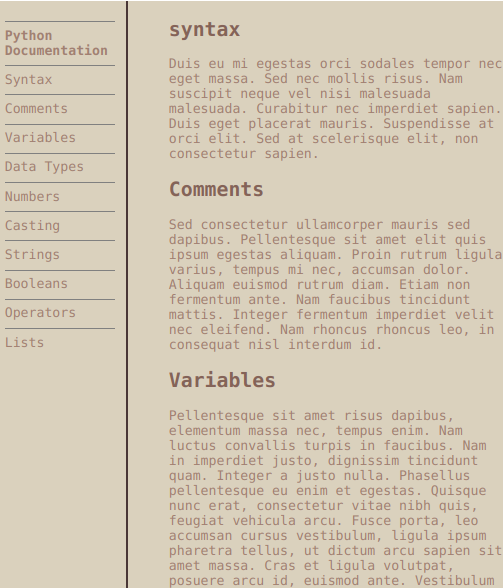 Python
Documentation
Syntax
Comments
Variables
Data Types
Numbers
Casting
Strings
Booleans
Operators
Lists
syntax
Duis eu mi egestas orci sodales tempor nec
eget massa. Sed nec mollis risus. Nam
suscipit neque vel nisi malesuada
malesuada. Curabitur nec imperdiet sapien.
Duis eget placerat mauris. Suspendisse at
orci elit. Sed at scelerisque elit, non
consectetur sapien.
Comments
Sed consectetur ullamcorper mauris sed
dapibus. Pellentesque sit amet elit quis
ipsum egestas aliquam. Proin rutrum ligula
varius, tempus mi nec, accumsan dolor.
Aliquam euismod rutrum diam. Etiam non
fermentum ante. Nam faucibus tincidunt
mattis. Integer fermentum imperdiet velit
nec eleifend. Nam rhoncus rhoncus leo, in
consequat nisl interdum id.
Variables
Pellentesque sit amet risus dapibus,
elementum massa nec, tempus enim. Nam
luctus convallis turpis in faucibus. Nam
in imperdiet justo, dignissim tincidunt
quam. Integer a justo nulla. Phasellus
pellentesque eu enim et egestas. Quisque
nunc erat, consectetur vitae nibh quis,
feugiat vehicula arcu. Fusce porta, leo
accumsan cursus vestibulum, ligula ipsum
pharetra tellus, ut dictum arcu sapien sit
amet massa. Cras et ligula volutpat,
posuere arcu id, euismod ante. Vestibulum